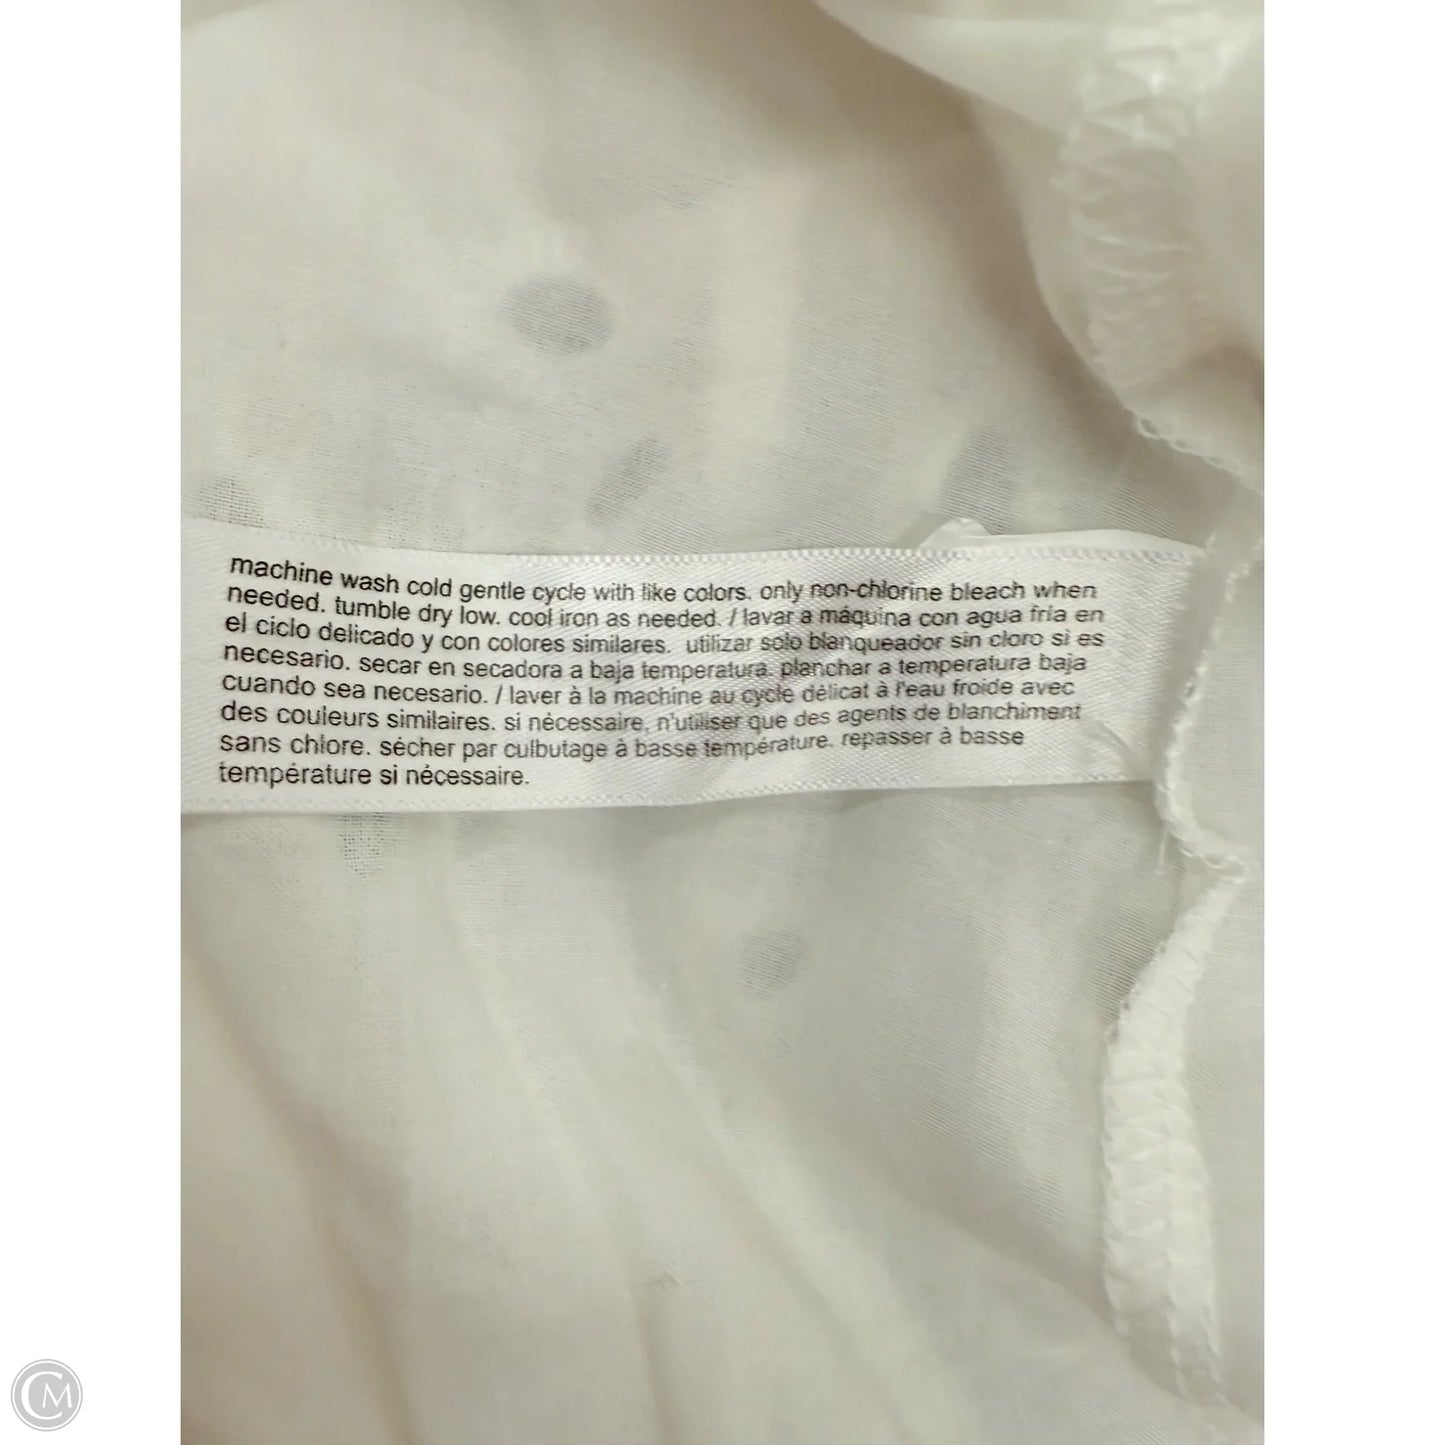 machine wash cold gentle cycle with like colors. only non-chlorine bleach when
needed. tumble dry low. cool iron as needed. / lavar a máquina con agua fría en
el ciclo delicado y con colores similares. utilizar solo blanqueador sin cloro si es
necesario. secar en secadora a baja temperatura. planchar a temperatura baja
cuando sea necesario. / laver à la machine au cycle délicat à l'eau froide avec
des couleurs similaires. si nécessaire, n'utiliser que des agents de blanchiment
sans chlore. sécher par culbutage à basse température. repasser à basse
température si nécessaire.
CM